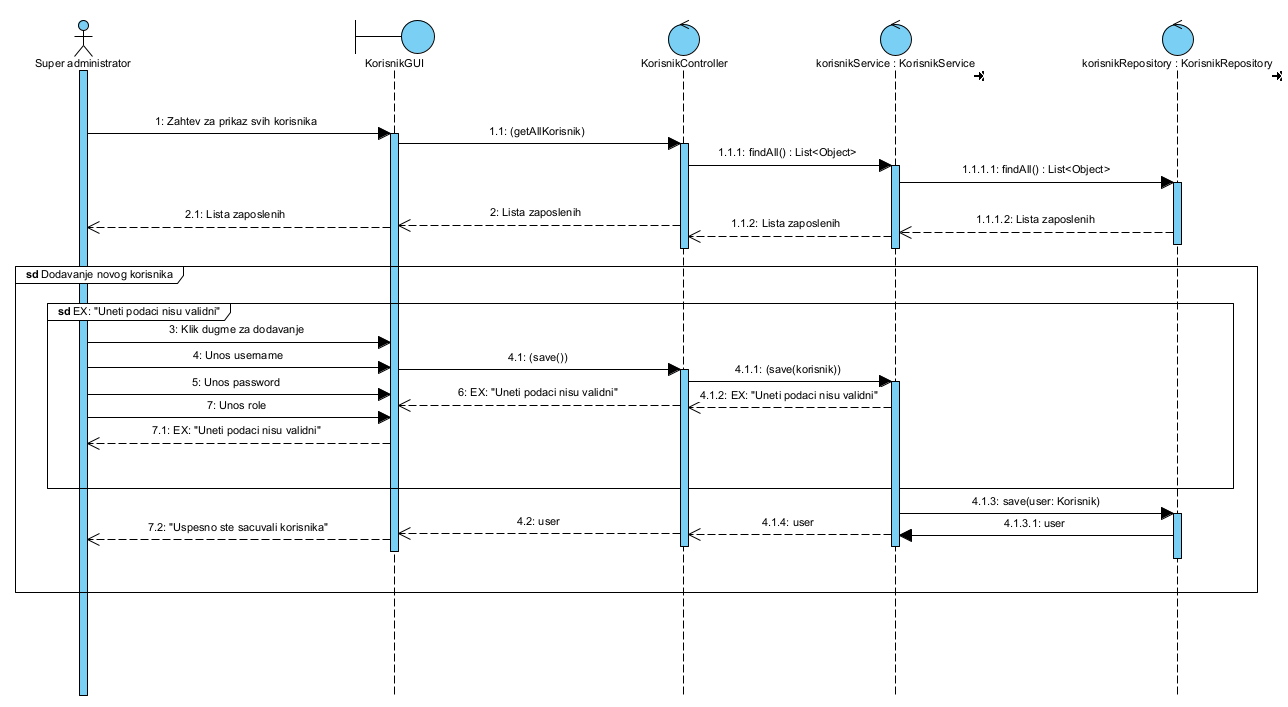 Super administrator
KorisnikGUI
KorisnikController
korisnikService : KorisnikService
korisnikRepository : KorisnikRepository
1: Zahtev za prikaz svih korisnika
1.1: (getAllKorisnik)
1.1.1: findAll() : List<Object>
1.1.1.1: findAll() : List<Object>
2.1: Lista zaposlenih
2: Lista zaposlenih
1.1.2: Lista zaposlenih
1.1.1.2: Lista zaposlenih
sd Dodavanje novog korisnika
sd EX: "Uneti podaci nisu validni"
3: Klik dugme za dodavanje
4: Unos username
4.1: (save())
4.1.1: (save(korisnik))
5: Unos password
6: EX: "Uneti podaci nisu validni"
4.1.2: EX: "Uneti podaci nisu validni"
7: Unos role
7.1: EX: "Uneti podaci nisu validni"
4.1.3: save(user: Korisnik)
7.2: "Uspesno ste sacuvali korisnika"
4.2: user
4.1.4: user
4.1.3.1: user